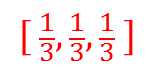 [ 1/3, 1/3, 1/3 ]